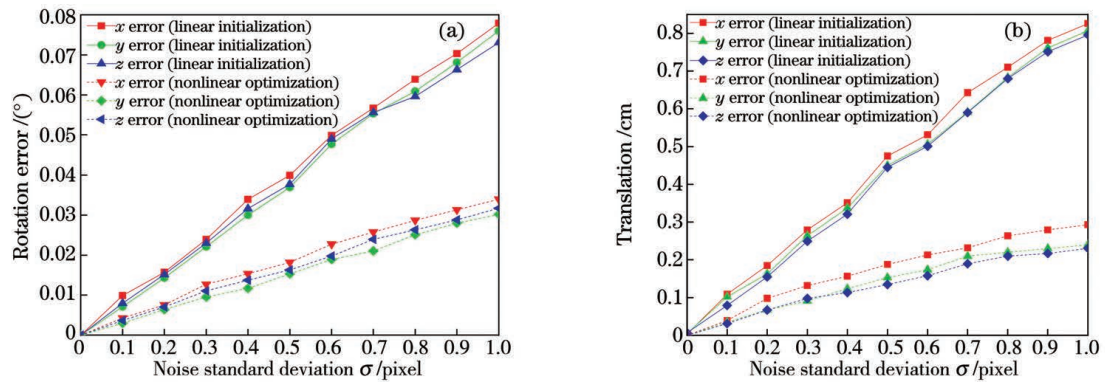 (a)
x error (linear initialization)
y error (linear initialization)
z error (linear initialization)
x error (nonlinear optimization)
y error (nonlinear optimization)
z error (nonlinear optimization)
Rotation error /(°)
0.08
0.07
0.06
0.05
0.04
0.03
0.02
0.01
0
0 0.1 0.2 0.3 0.4 0.5 0.6 0.7 0.8 0.9 1.0
Noise standard deviation σ/pixel
(b)
x error (linear initialization)
y error (linear initialization)
z error (linear initialization)
x error (nonlinear optimization)
y error (nonlinear optimization)
z error (nonlinear optimization)
Translation /cm
0.8
0.7
0.6
0.5
0.4
0.3
0.2
0.1
0
0 0.1 0.2 0.3 0.4 0.5 0.6 0.7 0.8 0.9 1.0
Noise standard deviation σ/pixel